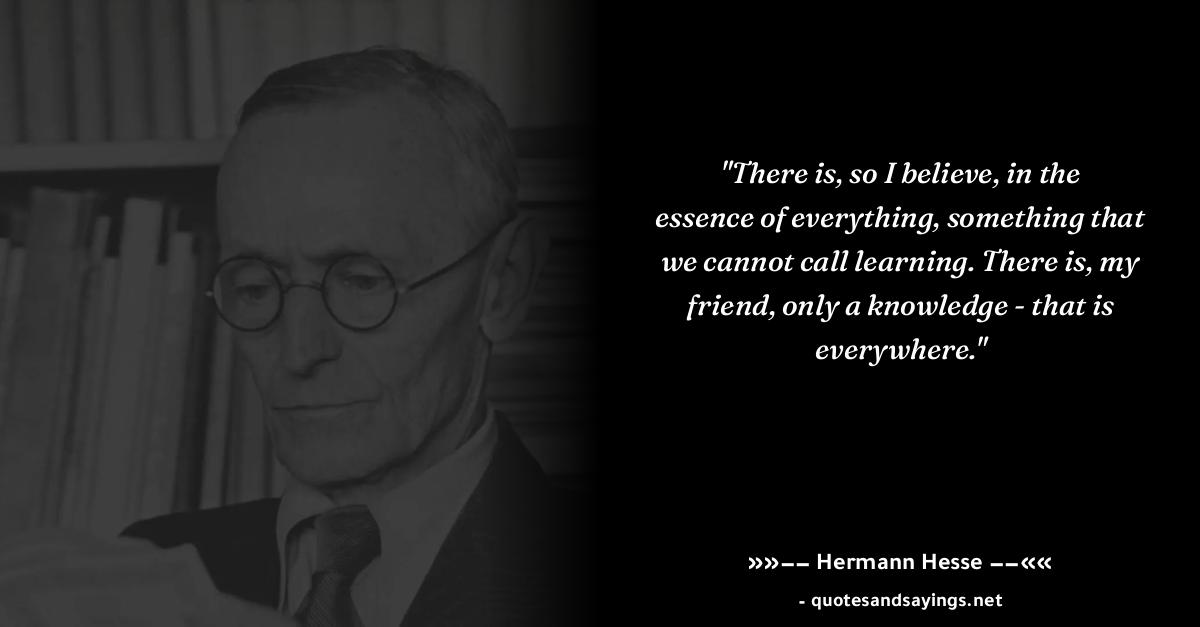 "There is, so I believe, in the
essence of everything, something that
we cannot call learning. There is, my
friend, only a knowledge - that is
everywhere."
»»−− Hermann Hesse −−««
- quotesandsayings.net